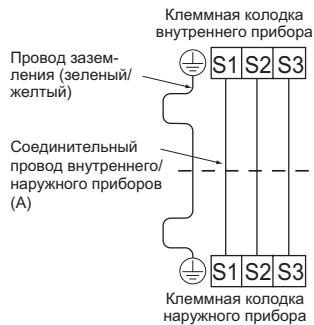 Клеммная колодка
внутреннего прибора
Провод зазем-
ления (зеленый/
желтый)
S1 S2 S3
Соединительный
провод внутреннего/
наружного приборов
(A)
S1 S2 S3
Клеммная колодка
наружного прибора